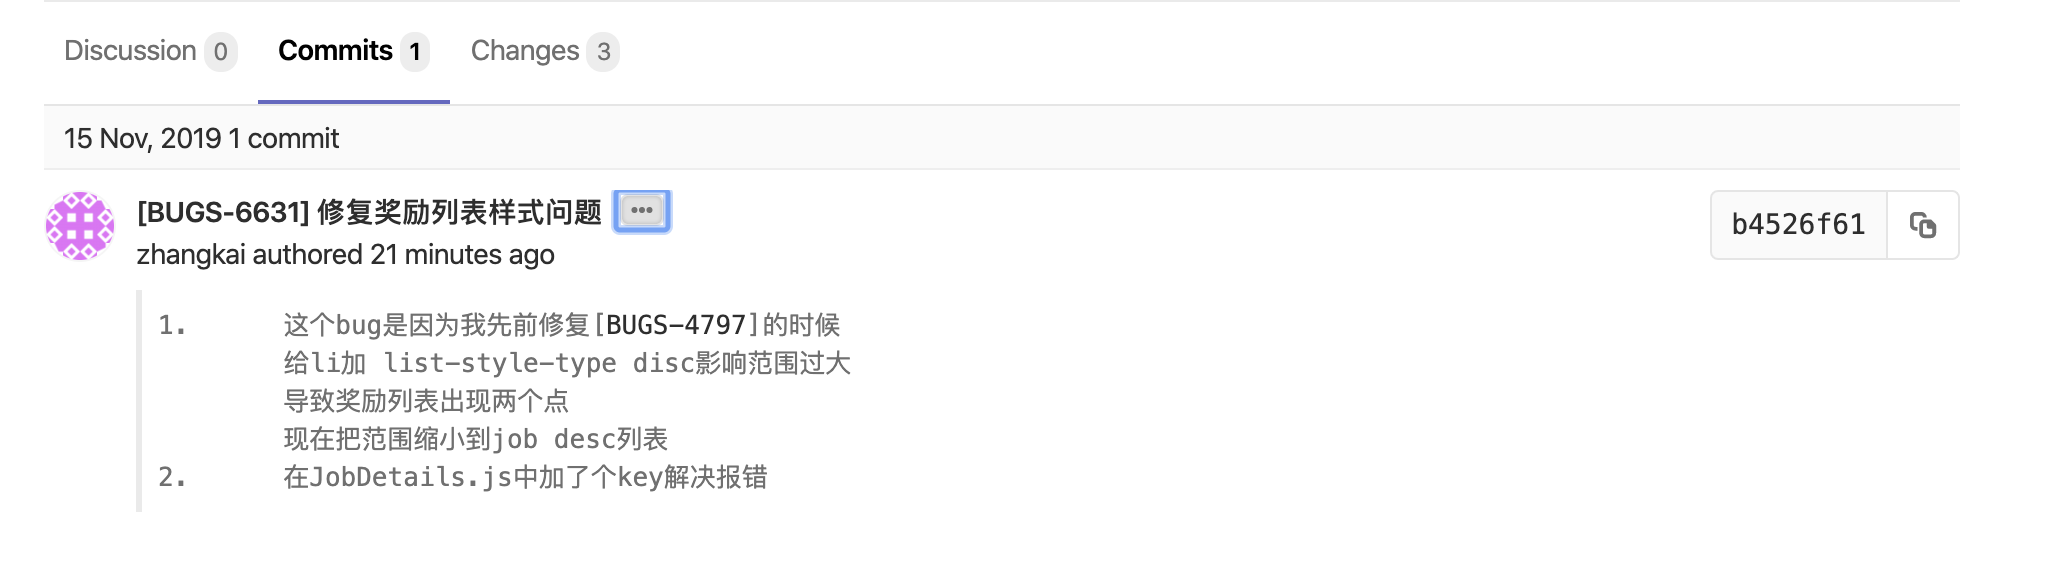 Discussion 0 Commits 1 Changes 3
15 Nov, 2019 1 commit
[BUGS-6631] 修复奖励列表样式问题 •••
b4526f61
zhangkai authored 21 minutes ago
1. 这个bug是因为我先前修复[BUGS-4797]的时候
给li加 list-style-type disc影响范围过大
导致奖励列表出现两个点
现在把范围缩小到job desc列表
2. 在JobDetails.js中加了个key解决报错